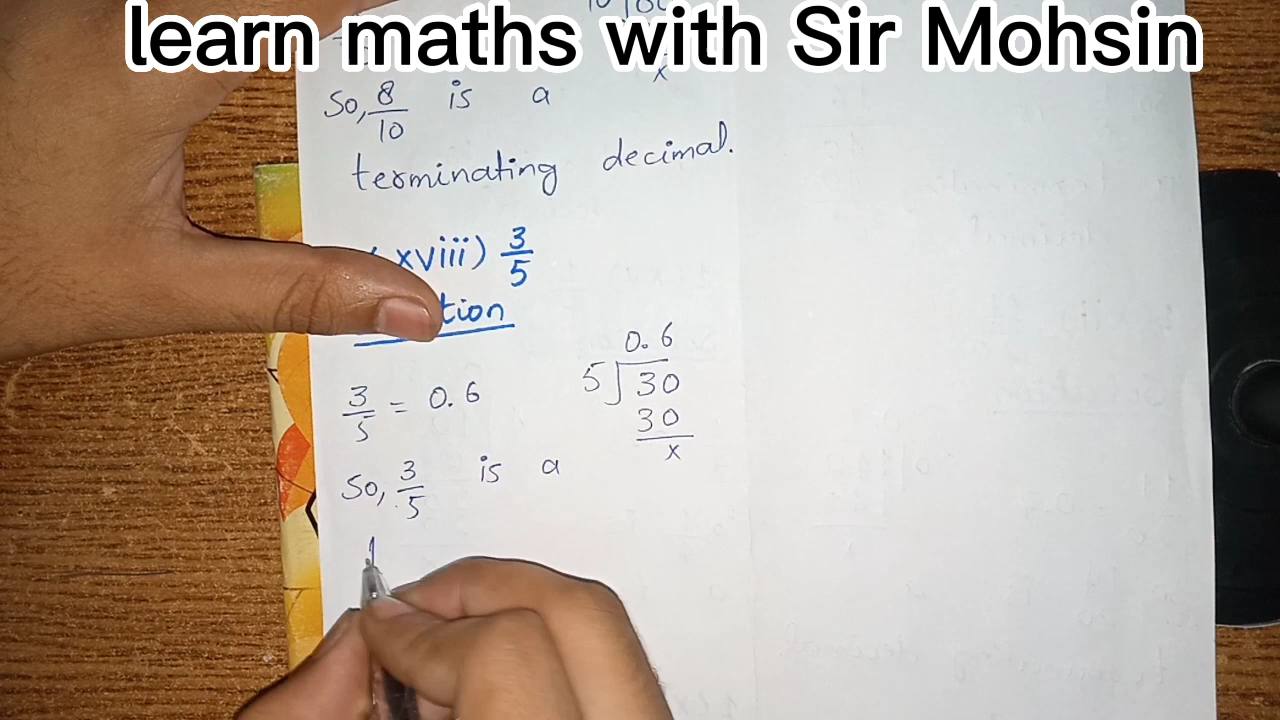 learn maths with Sir Mohsin
So, 8/10 is a
terminating decimal.
xviii) 3/5
tion
0.6
5 30
3/5 = 0.6
30
x
So, 3/5 is a